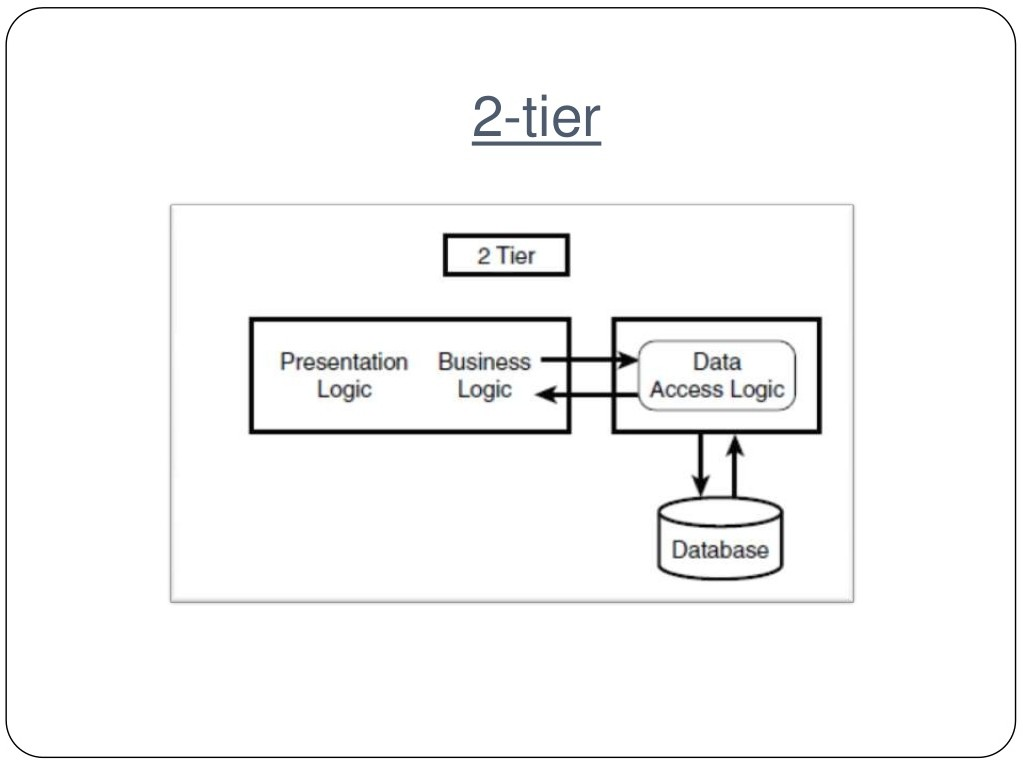 2-tier
2 Tier
Presentation
Logic
Business
Logic
Data
Access Logic
Database